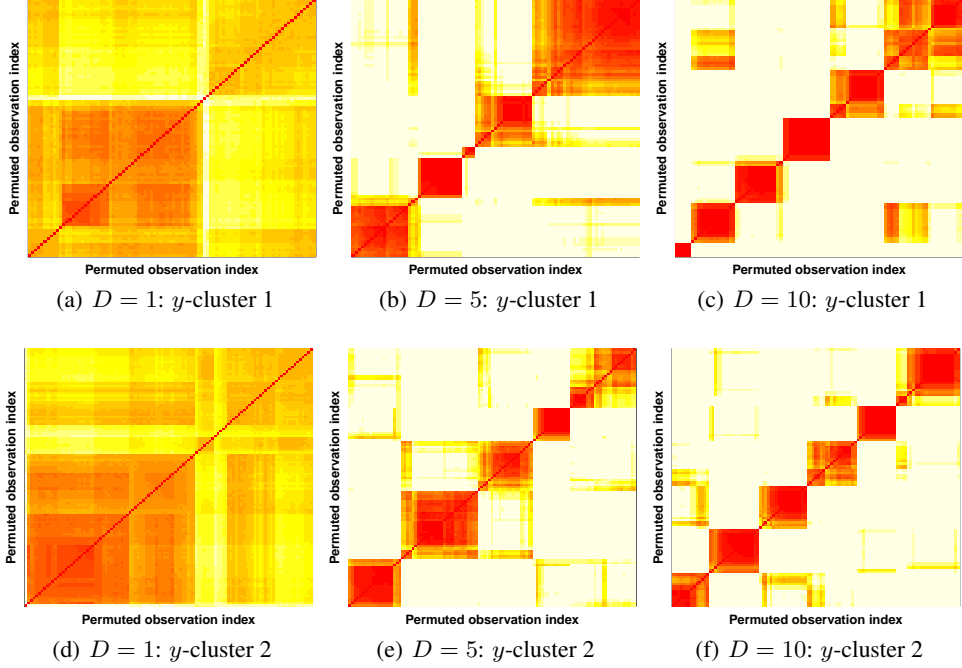 Permuted observation index
Permuted observation index
Permuted observation index
Permuted observation index
Permuted observation index
Permuted observation index
(a) D = 1: y-cluster 1
(b) D = 5: y-cluster 1
(c) D = 10: y-cluster 1
Permuted observation index
Permuted observation index
Permuted observation index
Permuted observation index
Permuted observation index
Permuted observation index
(d) D = 1: y-cluster 2
(e) D = 5: y-cluster 2
(f) D = 10: y-cluster 2